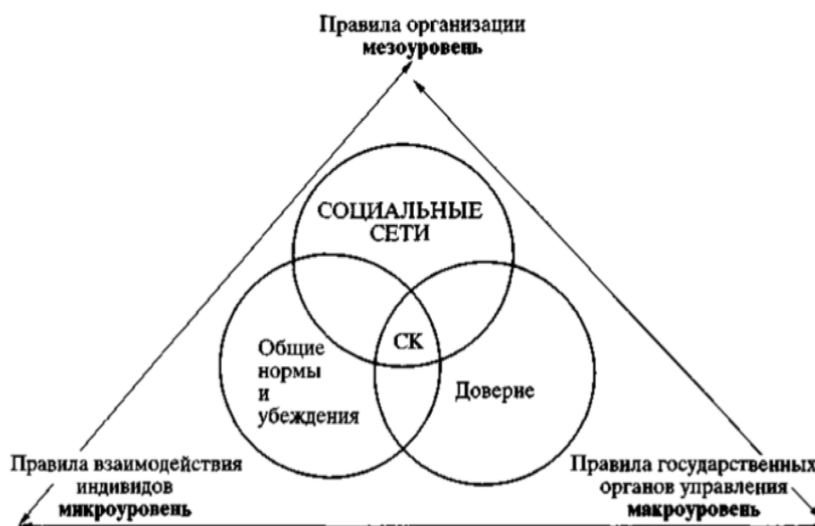 Правила организации
мезоуровень
СОЦИАЛЬНЫЕ
СЕТИ
СК
Общие
нормы
и
убеждения
Доверие
Правила взаимодействия
индивидов
микроуровень
Правила государственных
органов управления
макроуровень